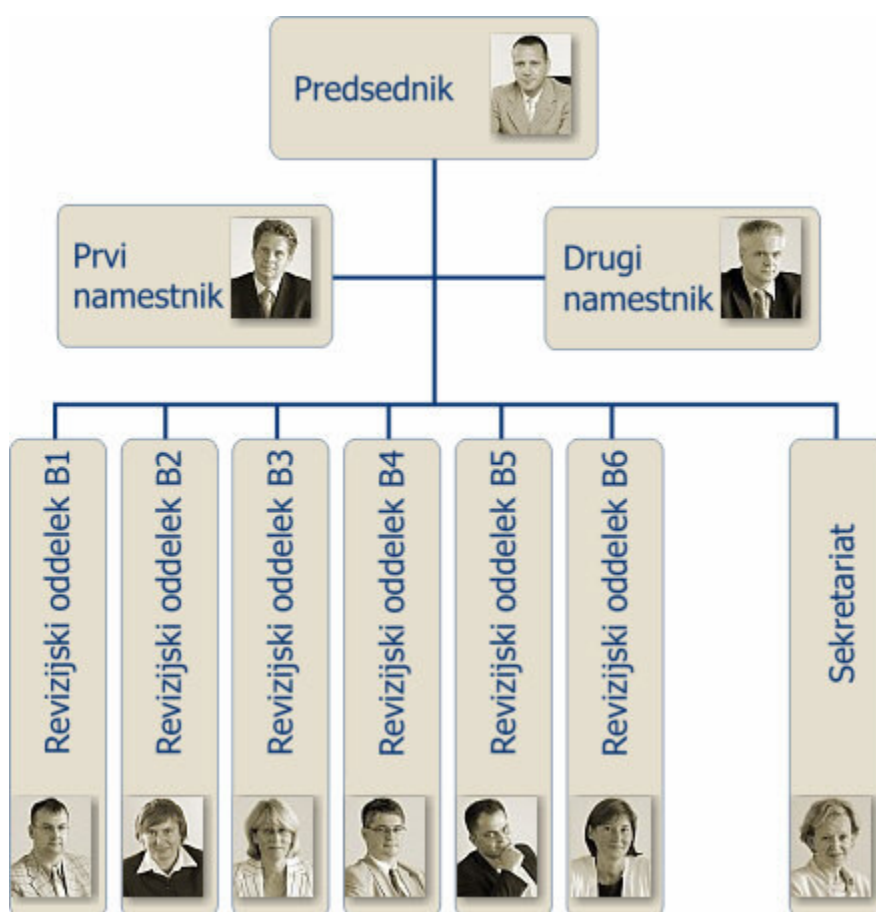 Predsednik
Prvi
namestnik
Drugi
namestnik
Revizijski oddelek B1
Revizijski oddelek B2
Revizijski oddelek B3
Revizijski oddelek B4
Revizijski oddelek B5
Revizijski oddelek B6
Sekretariat